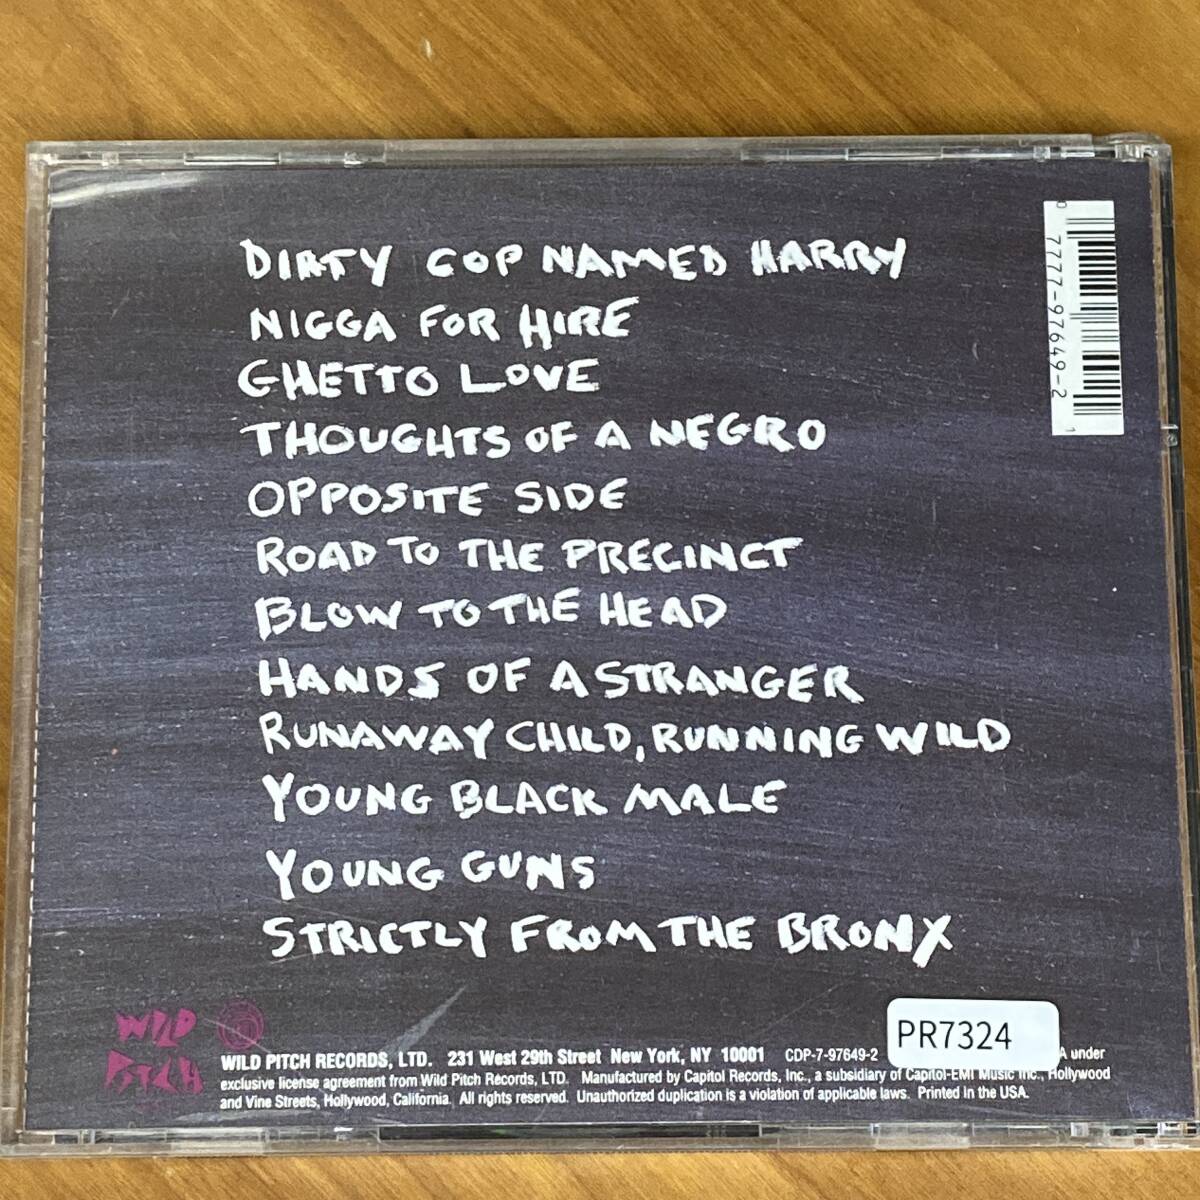 DIRTY COP NAMED HARRY
NIGGA FOR HIRE
GHETTO LOVE
THOUGHTS OF A NEGRO
OPPOSITE SIDE
ROAD TO THE PRECINCT
BLOW TO THE HEAD
HANDS OF A STRANGER
RUNAWAY CHILD, RUNNING WILD
YOUNG BLACK MALE
YOUNG GUNS
STRICTLY FROM THE BRONX
0 7777-97649-2 1
WILD PITCH
PR7324
WILD PITCH RECORDS, LTD. 231 West 29th Street New York, NY 10001 CDP-7-97649-2 under
exclusive license agreement from Wild Pitch Records, LTD. Manufactured by Capitol Records, Inc., a subsidiary of Capitol-EMI Music Inc., Hollywood
and Vine Streets, Hollywood, California. All rights reserved. Unauthorized duplication is a violation of applicable laws. Printed in the USA.